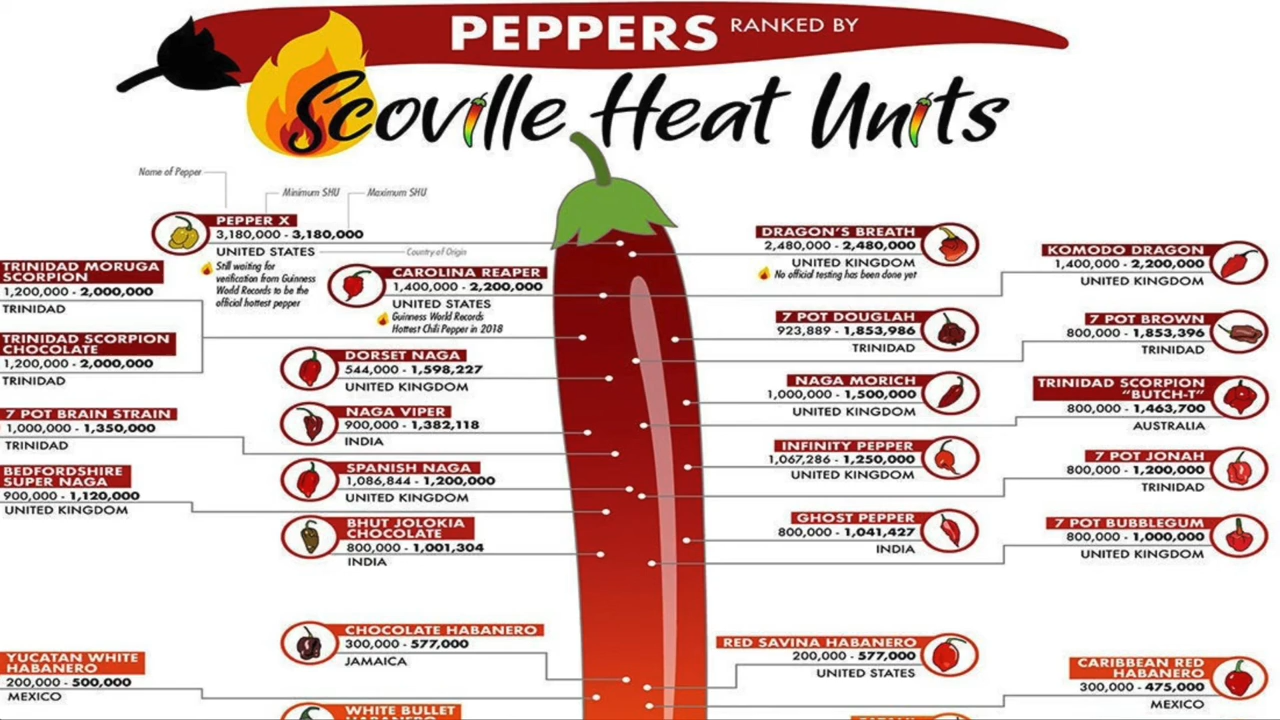 PEPPERS RANKED BY
Scoville Heat Units
Name of Pepper
Minimum SHU
Maximum SHU
PEPPER X
3,180,000 - 3,180,000
UNITED STATES
Country of Origin
Still waiting for
verification from Guinness
World Records to be the
official hottest pepper
DRAGON'S BREATH
2,480,000 - 2,480,000
UNITED KINGDOM
No official testing has been done yet
KOMODO DRAGON
1,400,000 - 2,200,000
UNITED KINGDOM
TRINIDAD MORUGA
SCORPION
1,200,000 - 2,000,000
TRINIDAD
CAROLINA REAPER
1,400,000 - 2,200,000
UNITED STATES
Guinness World Records
Hottest Chili Pepper in 2018
7 POT DOUGLAH
923,889 - 1,853,986
TRINIDAD
7 POT BROWN
800,000 - 1,853,396
TRINIDAD
TRINIDAD SCORPION
CHOCOLATE
1,200,000 - 2,000,000
TRINIDAD
DORSET NAGA
544,000 - 1,598,227
UNITED KINGDOM
NAGA MORICH
1,000,000 - 1,500,000
UNITED KINGDOM
TRINIDAD SCORPION
"BUTCH-T"
800,000 - 1,463,700
AUSTRALIA
7 POT BRAIN STRAIN
1,000,000 - 1,350,000
TRINIDAD
NAGA VIPER
900,000 - 1,382,118
INDIA
INFINITY PEPPER
1,067,286 - 1,250,000
UNITED KINGDOM
7 POT JONAH
800,000 - 1,200,000
TRINIDAD
BEDFORDSHIRE
SUPER NAGA
900,000 - 1,120,000
UNITED KINGDOM
SPANISH NAGA
1,086,844 - 1,200,000
UNITED KINGDOM
GHOST PEPPER
800,000 - 1,041,427
INDIA
7 POT BUBBLEGUM
800,000 - 1,000,000
UNITED KINGDOM
BHUT JOLOKIA
CHOCOLATE
800,000 - 1,001,304
INDIA
CHOCOLATE HABANERO
300,000 - 577,000
JAMAICA
RED SAVINA HABANERO
200,000 - 577,000
UNITED STATES
YUCATAN WHITE
HABANERO
200,000 - 500,000
MEXICO
CARIBBEAN RED
HABANERO
300,000 - 475,000
MEXICO
WHITE BULLET
HABANERO